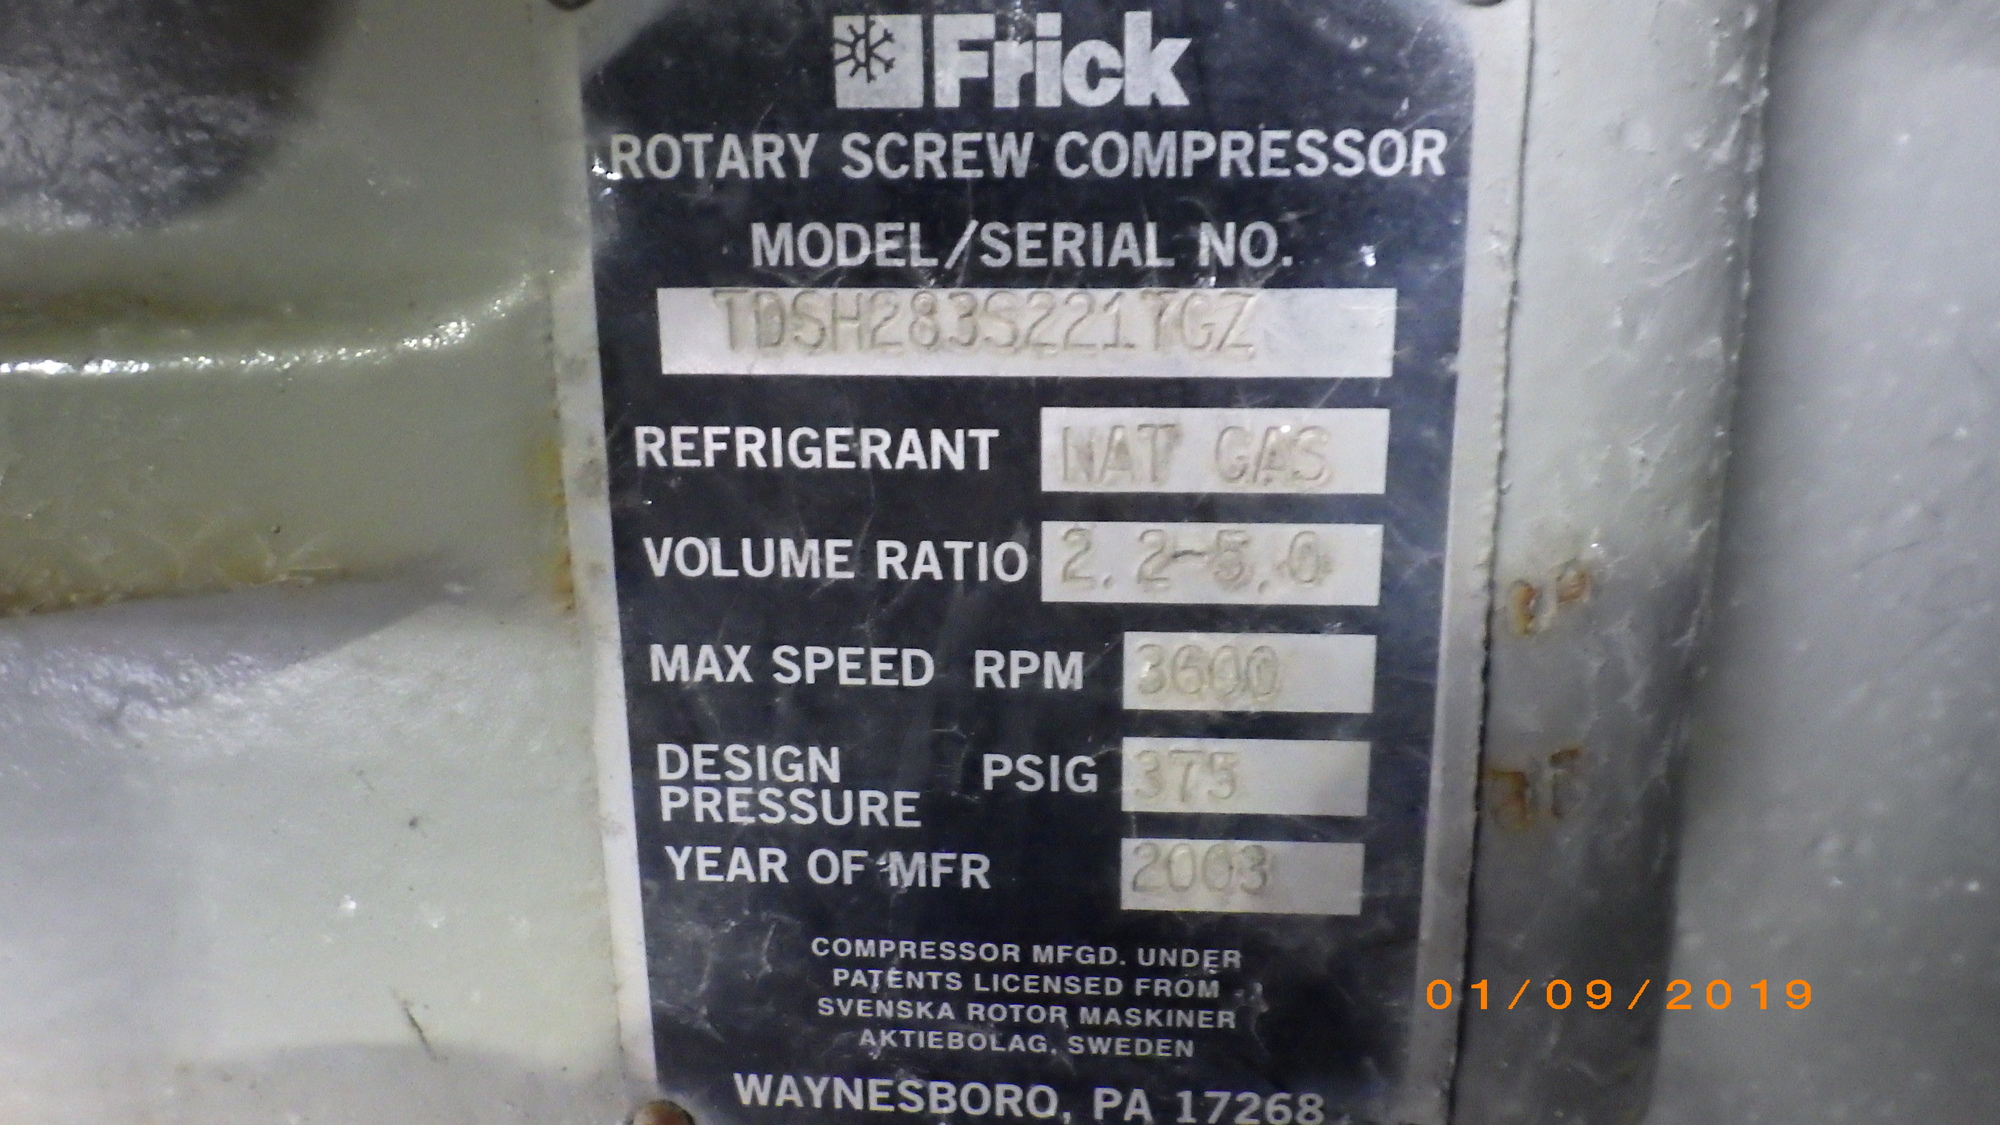 Frick
ROTARY SCREW COMPRESSOR
MODEL/SERIAL NO.
TDSH283S2217GZ
REFRIGERANT NAT GAS
VOLUME RATIO 2.2-5.0
MAX SPEED RPM 3600
DESIGN PRESSURE PSIG 375
YEAR OF MFR 2003
COMPRESSOR MFGD. UNDER
PATENTS LICENSED FROM
SVENSKA ROTOR MASKINER
AKTIEBOLAG, SWEDEN
WAYNESBORO, PA 17268
01/09/2019